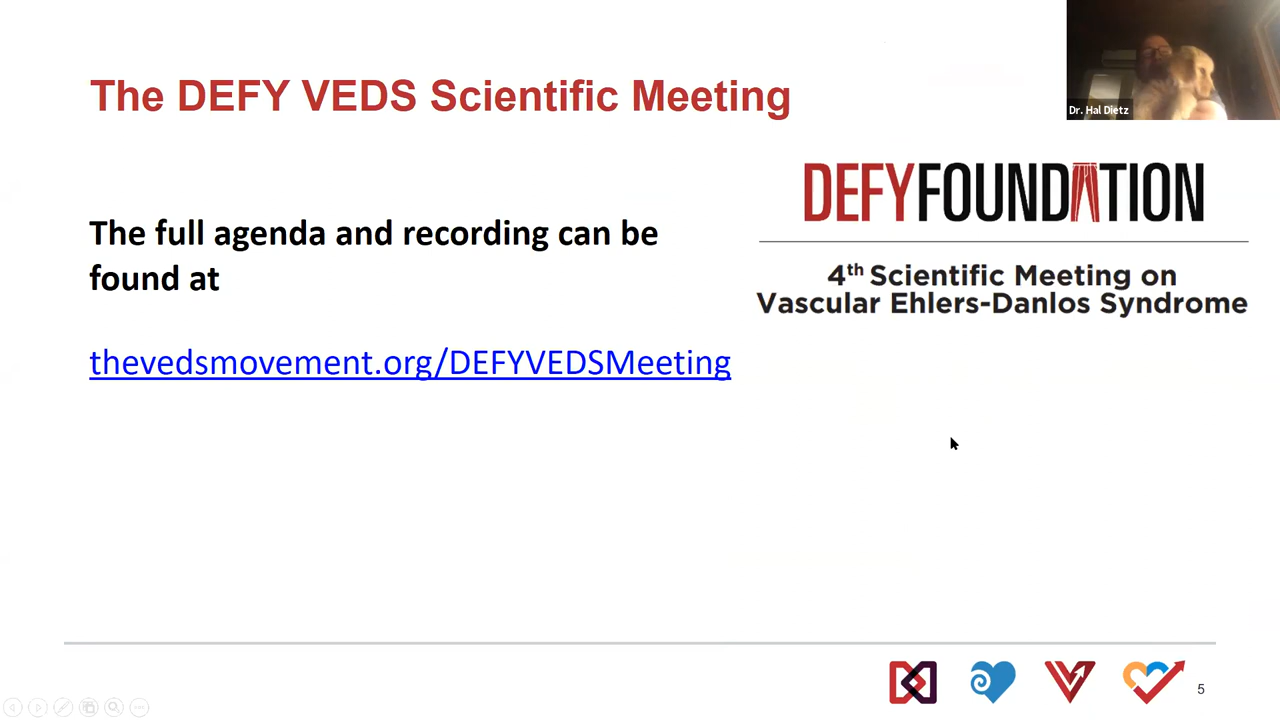 The DEFY VEDS Scientific Meeting
Dr. Hal Dietz
DEFYFOUNDATION
4th Scientific Meeting on
Vascular Ehlers-Danlos Syndrome
The full agenda and recording can be
found at
thevedsmovement.org/DEFYVEDSMeeting
5